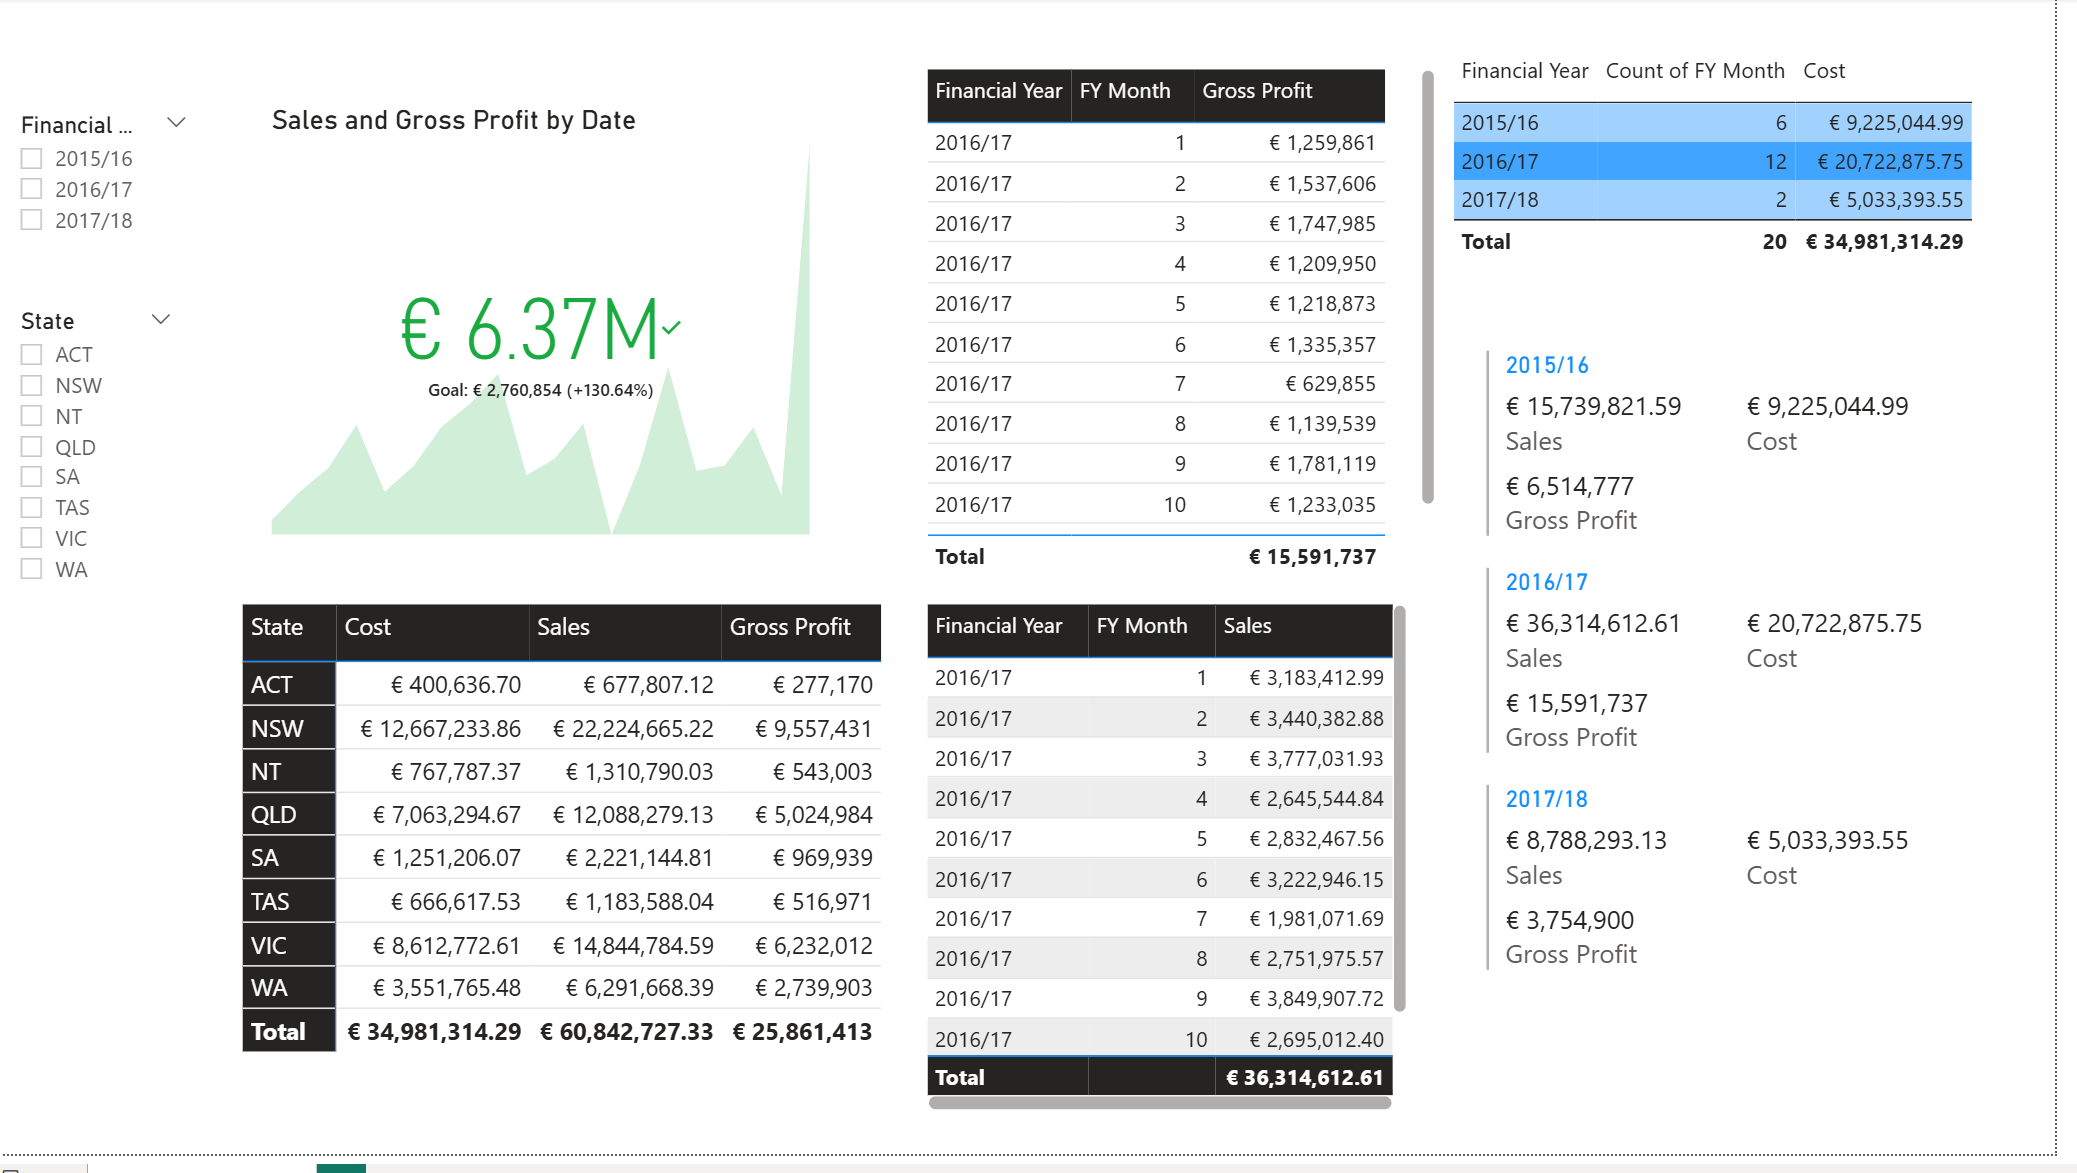 Financial ...
2015/16
2016/17
2017/18
State
ACT
NSW
NT
QLD
SA
TAS
VIC
WA
Sales and Gross Profit by Date
€ 6.37M
Goal: € 2,760,854 (+130.64%)
State Cost Sales Gross Profit
ACT € 400,636.70 € 677,807.12 € 277,170
NSW € 12,667,233.86 € 22,224,665.22 € 9,557,431
NT € 767,787.37 € 1,310,790.03 € 543,003
QLD € 7,063,294.67 € 12,088,279.13 € 5,024,984
SA € 1,251,206.07 € 2,221,144.81 € 969,939
TAS € 666,617.53 € 1,183,588.04 € 516,971
VIC € 8,612,772.61 € 14,844,784.59 € 6,232,012
WA € 3,551,765.48 € 6,291,668.39 € 2,739,903
Total € 34,981,314.29 € 60,842,727.33 € 25,861,413
Financial Year FY Month Gross Profit
2016/17 1 € 1,259,861
2016/17 2 € 1,537,606
2016/17 3 € 1,747,985
2016/17 4 € 1,209,950
2016/17 5 € 1,218,873
2016/17 6 € 1,335,357
2016/17 7 € 629,855
2016/17 8 € 1,139,539
2016/17 9 € 1,781,119
2016/17 10 € 1,233,035
Total € 15,591,737
Financial Year FY Month Sales
2016/17 1 € 3,183,412.99
2016/17 2 € 3,440,382.88
2016/17 3 € 3,777,031.93
2016/17 4 € 2,645,544.84
2016/17 5 € 2,832,467.56
2016/17 6 € 3,222,946.15
2016/17 7 € 1,981,071.69
2016/17 8 € 2,751,975.57
2016/17 9 € 3,849,907.72
2016/17 10 € 2,695,012.40
Total € 36,314,612.61
Financial Year Count of FY Month Cost
2015/16 6 € 9,225,044.99
2016/17 12 € 20,722,875.75
2017/18 2 € 5,033,393.55
Total 20 € 34,981,314.29
2015/16
€ 15,739,821.59 € 9,225,044.99
Sales Cost
€ 6,514,777
Gross Profit
2016/17
€ 36,314,612.61 € 20,722,875.75
Sales Cost
€ 15,591,737
Gross Profit
2017/18
€ 8,788,293.13 € 5,033,393.55
Sales Cost
€ 3,754,900
Gross Profit